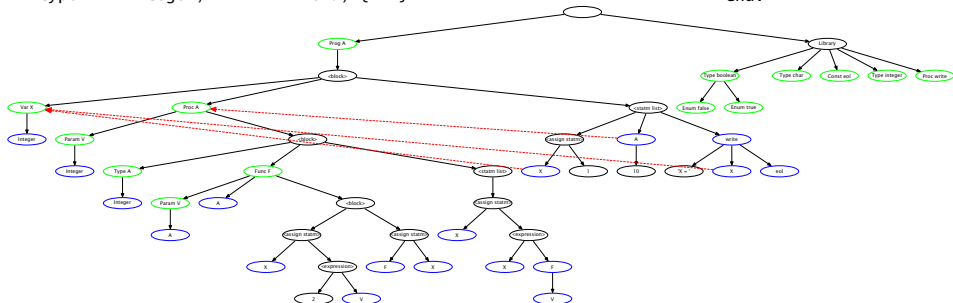 Prog A
Library
<block>
Type boolean
Type char
Const eol
Type integer
Proc write
Var X
Proc A
<statm list>
Enum false
Enum true
Integer
Param V
<block>
<assign statm>
A
write
Integer
Type A
Func F
<statm list>
X
1
10
'X = '
X
eol
Integer
Param V
A
<block>
<assign statm>
A
<assign statm>
<assign statm>
X
<expression>
X
<expression>
F
X
X
F
2
V
V